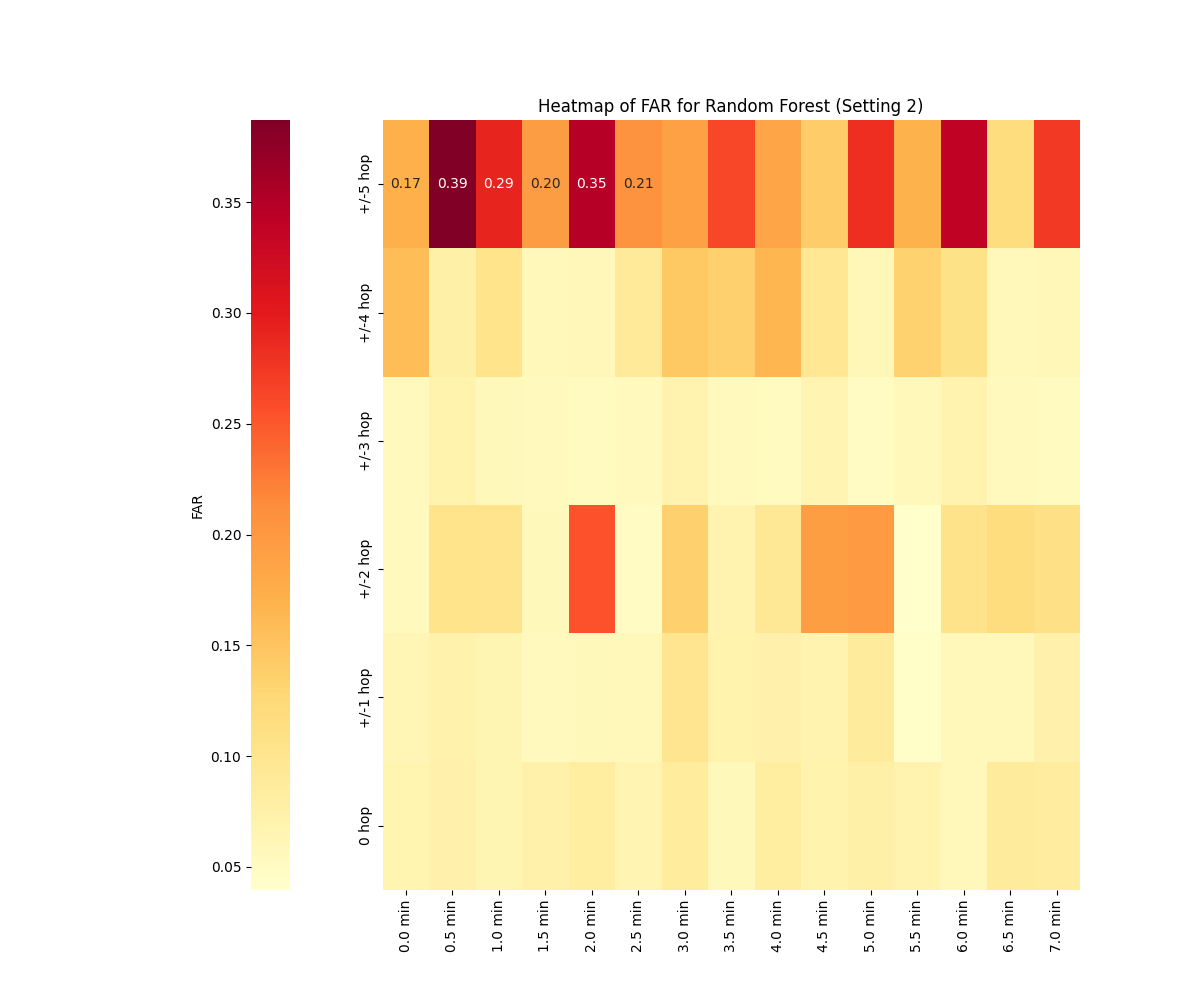 Heatmap of FAR for Random Forest (Setting 2)
FAR
0.35
0.30
0.25
0.20
0.15
0.10
0.05
+/-5 hop
+/-4 hop
+/-3 hop
+/-2 hop
+/-1 hop
0 hop
0.17 0.39 0.29 0.20 0.35 0.21
0.0 min
0.5 min
1.0 min
1.5 min
2.0 min
2.5 min
3.0 min
3.5 min
4.0 min
4.5 min
5.0 min
5.5 min
6.0 min
6.5 min
7.0 min